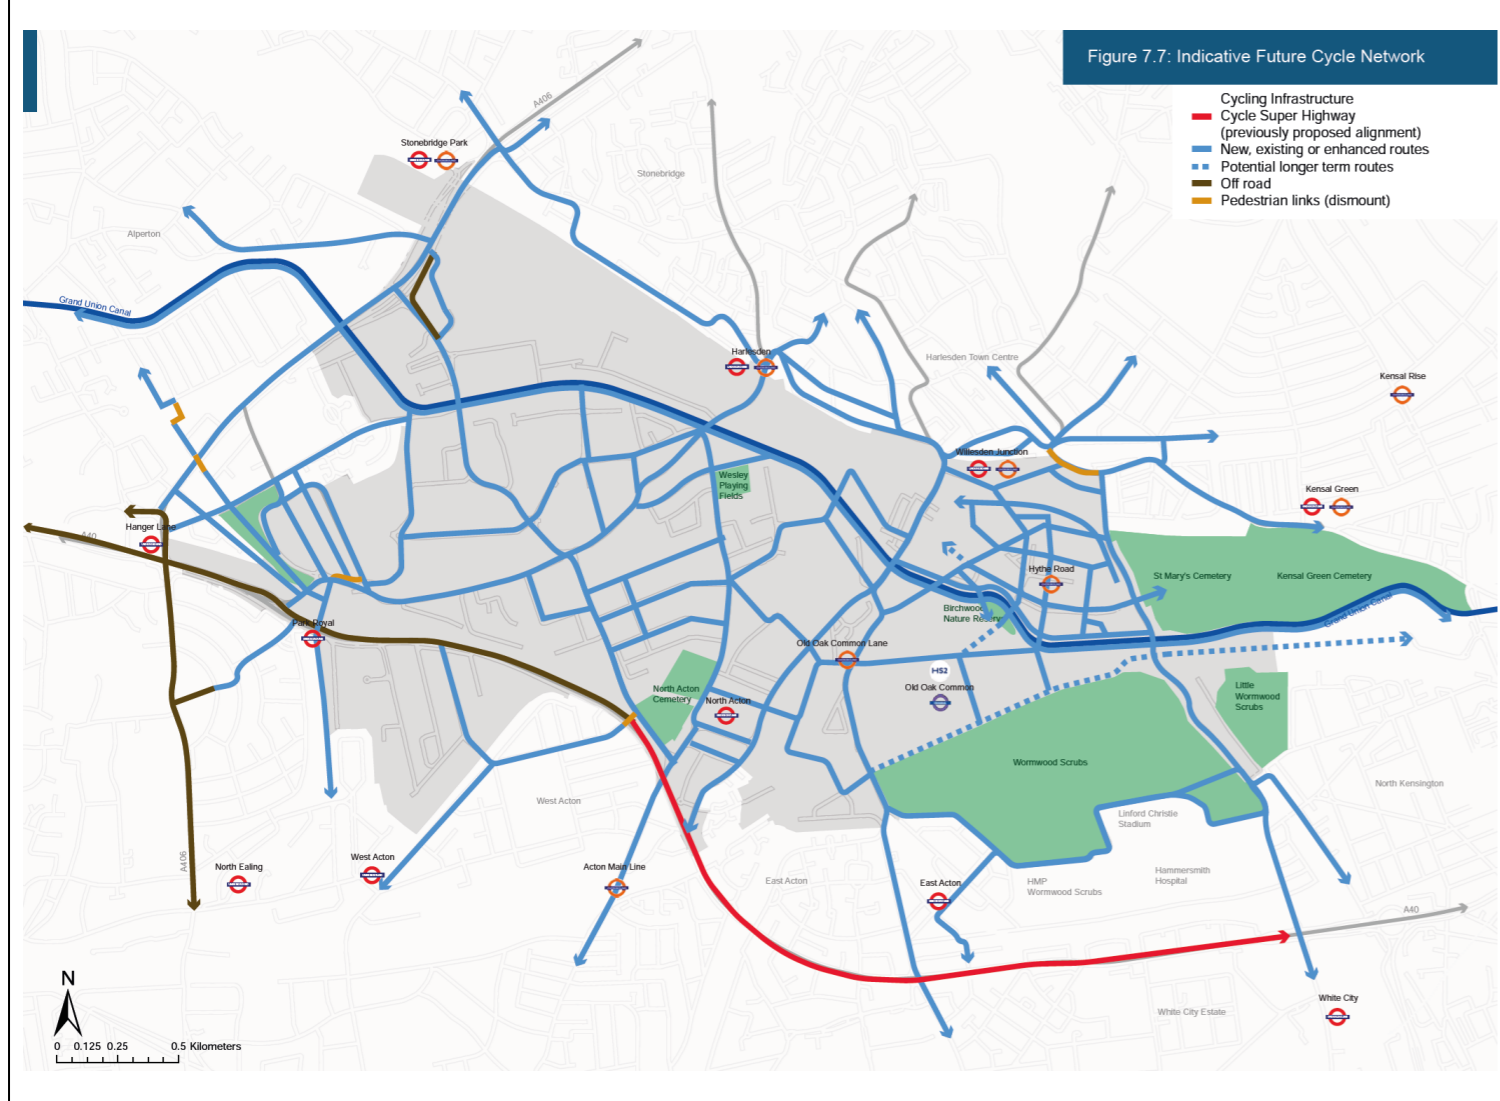 Figure 7.7: Indicative Future Cycle Network
Cycling Infrastructure
Cycle Super Highway
(previously proposed alignment)
New, existing or enhanced routes
Potential longer term routes
Off road
Pedestrian links (dismount)
A406
Stonebridge Park
Stonebridge
Alperton
Grand Union Canal
Harlesden
Harlesden Town Centre
Kensal Rise
Willesden Junction
Wesley
Playing
Fields
Kensal Green
Hanger Lane
A40
Hythe Road
St Mary's Cemetery
Kensal Green Cemetery
Grand Union Canal
Birchwood
Nature Reserve
Park Royal
Old Oak Common Lane
HS2
Old Oak Common
North Acton
Cemetery
North Acton
Little
Wormwood
Scrubs
Wormwood Scrubs
North Kensington
West Acton
Linford Christie
Stadium
A406
North Ealing
West Acton
Acton Main Line
East Acton
East Acton
HMP
Wormwood Scrubs
Hammersmith
Hospital
A40
N
White City
White City Estate
0 0.125 0.25 0.5 Kilometers